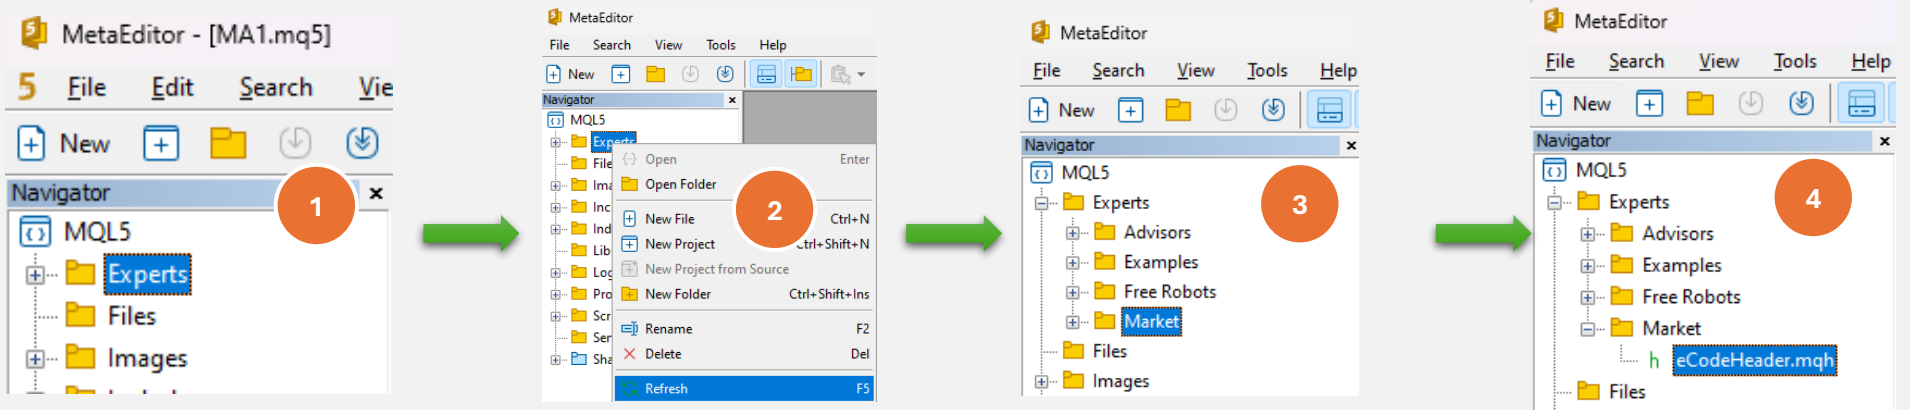 MetaEditor - [MA1.mq5]
5 File Edit Search Vie
New
Navigator × 1
MQL5
Experts
Files
Images
MetaEditor
File Search View Tools Help
New
Navigator ×
MQL5
Experts
File
Ima
Inc
Ind
Lib
Log
Pro
Scr
Ser
Sha
Open Enter
Open Folder
2
New File Ctrl+N
New Project Ctrl+Shift+N
New Project from Source
New Folder Ctrl+Shift+Ins
Rename F2
Delete Del
Refresh F5
MetaEditor
File Search View Tools Help
New
Navigator ×
MQL5
3
Experts
Advisors
Examples
Free Robots
Market
Files
Images
MetaEditor
File Search View Tools Help
New
Navigator ×
MQL5
4
Experts
Advisors
Examples
Free Robots
Market
h eCodeHeader.mqh
Files